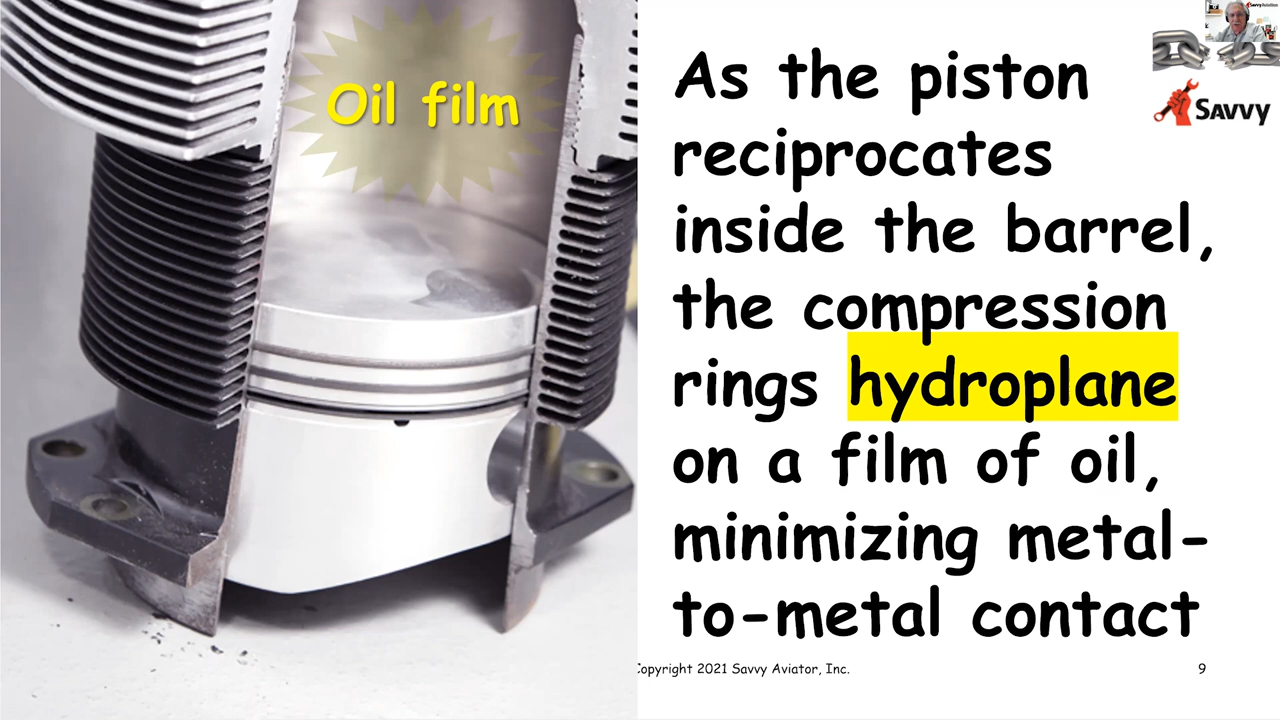 Oil film
As the piston
reciprocates
inside the barrel,
the compression
rings hydroplane
on a film of oil,
minimizing metal-
to-metal contact
SAVVY
Copyright 2021 Savvy Aviator, Inc.
9